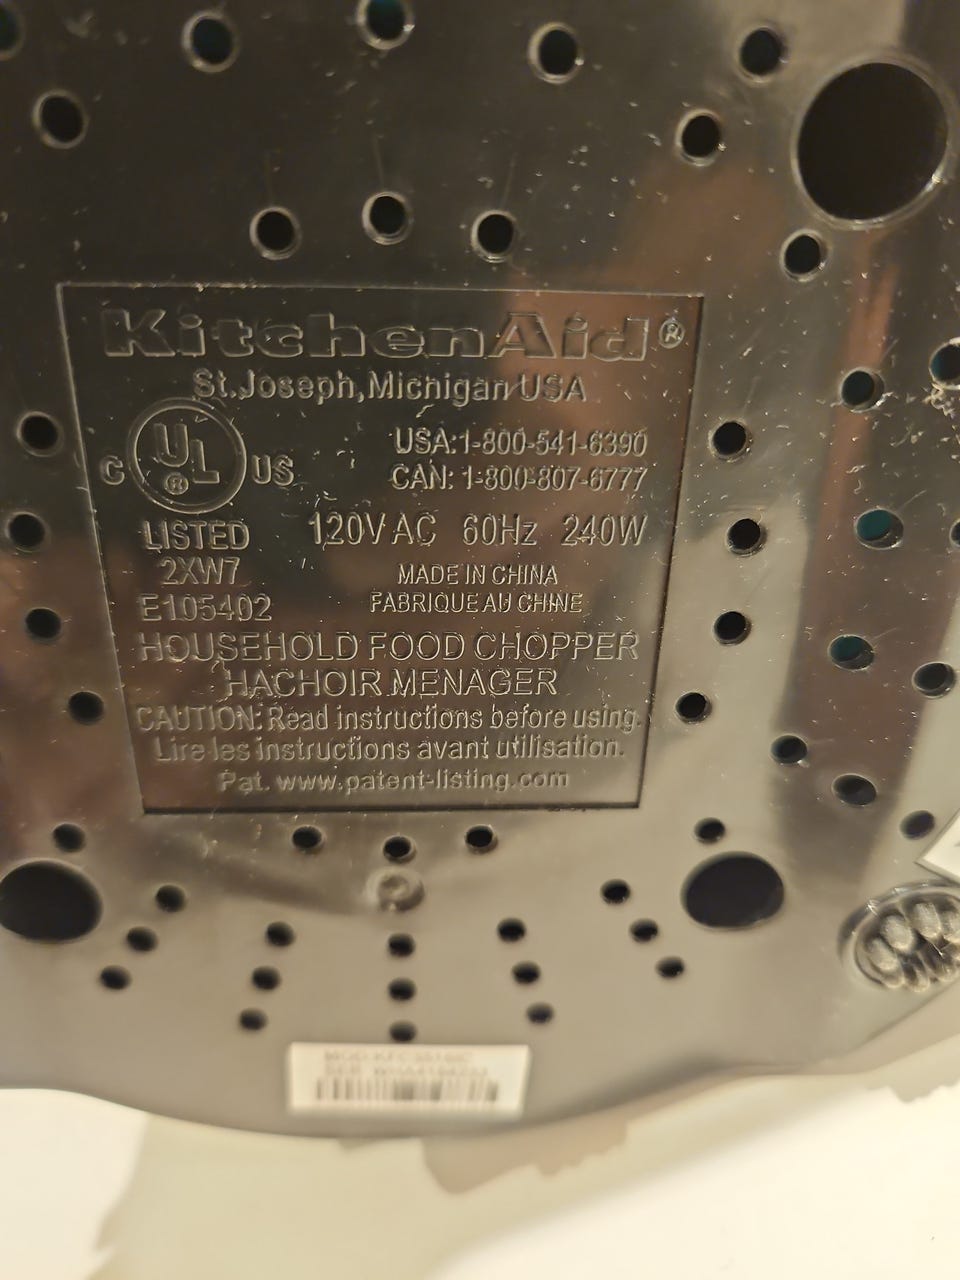 KitchenAid®
St.Joseph,Michigan USA
C UL® US
USA:1-800-541-6390
CAN: 1-800-807-6777
LISTED
120V AC 60Hz 240W
2XW7
MADE IN CHINA
E105402
FABRIQUE AU CHINE
HOUSEHOLD FOOD CHOPPER
HACHOIR MENAGER
CAUTION: Read instructions before using.
Lire les instructions avant utilisation.
Pat. www.patent-listing.com